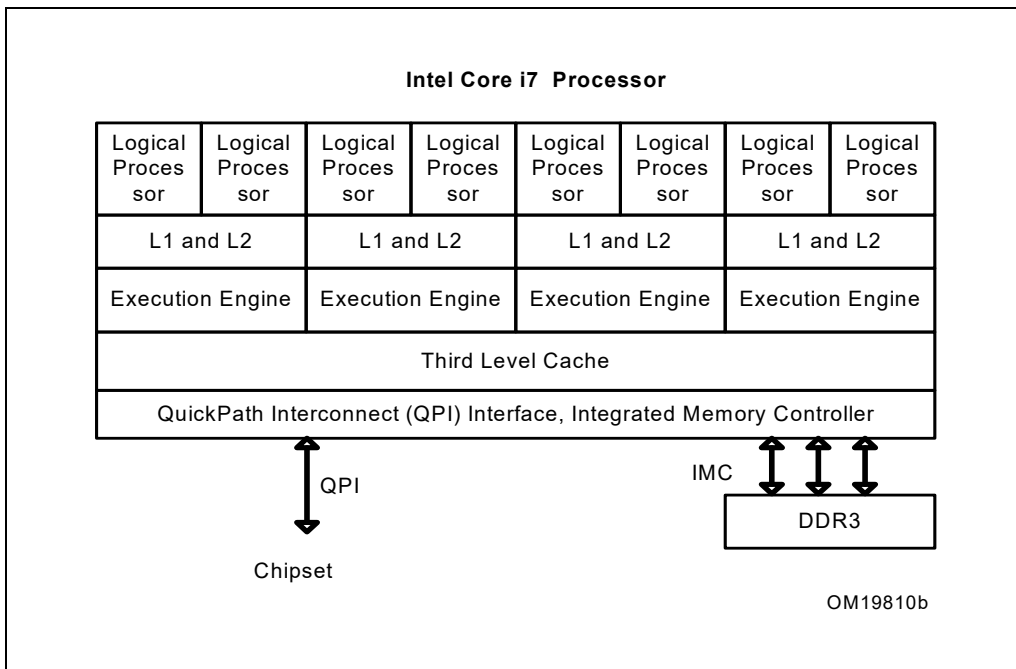 Intel Core i7 Processor
Logical Logical Logical Logical Logical Logical Logical Logical
Proces Proces Proces Proces Proces Proces Proces Proces
sor sor sor sor sor sor sor sor
L1 and L2 L1 and L2 L1 and L2 L1 and L2
Execution Engine Execution Engine Execution Engine Execution Engine
Third Level Cache
QuickPath Interconnect (QPI) Interface, Integrated Memory Controller
QPI IMC
DDR3
Chipset
OM19810b